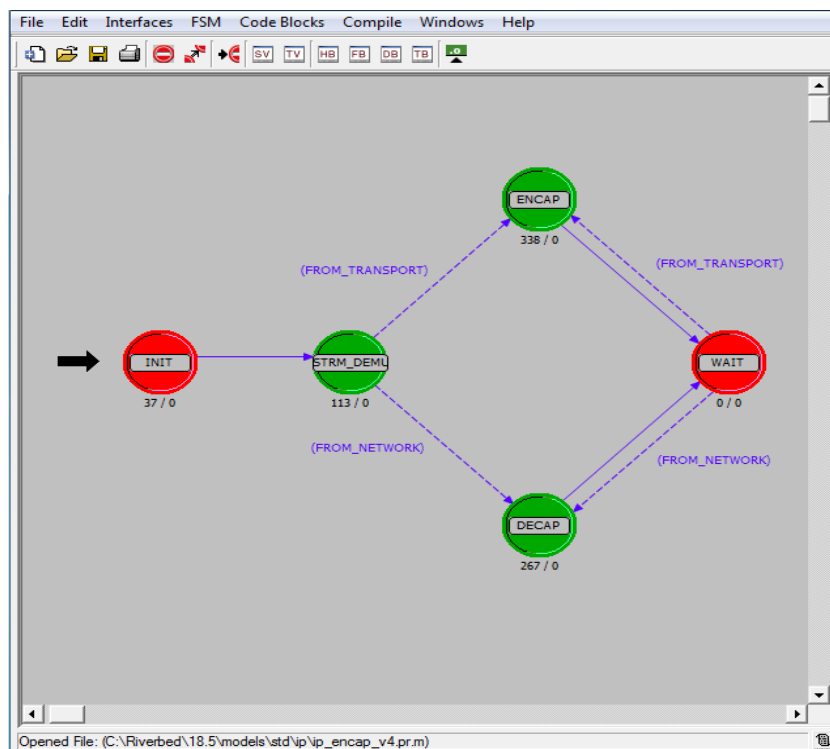 File Edit Interfaces FSM Code Blocks Compile Windows Help
SV TV HB FB DB TB .0
ENCAP
338 / 0
(FROM_TRANSPORT)
(FROM_TRANSPORT)
INIT
37 / 0
STRM_DEMU
113 / 0
WAIT
0 / 0
(FROM_NETWORK)
(FROM_NETWORK)
DECAP
267 / 0
Opened File: (C:\Riverbed\18.5\models\std\ip\ip_encap_v4.pr.m)